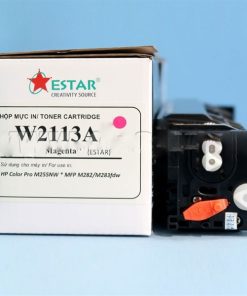 ESTAR
CREATIVITY SOURCE
HỘP MỰC IN/ TONER CARTRIDGE
W2113A
Magenta
(ESTAR)
Sử dụng cho máy in/ For use in:
HP Color Pro M255NW * MFP M282/M283fdw
8